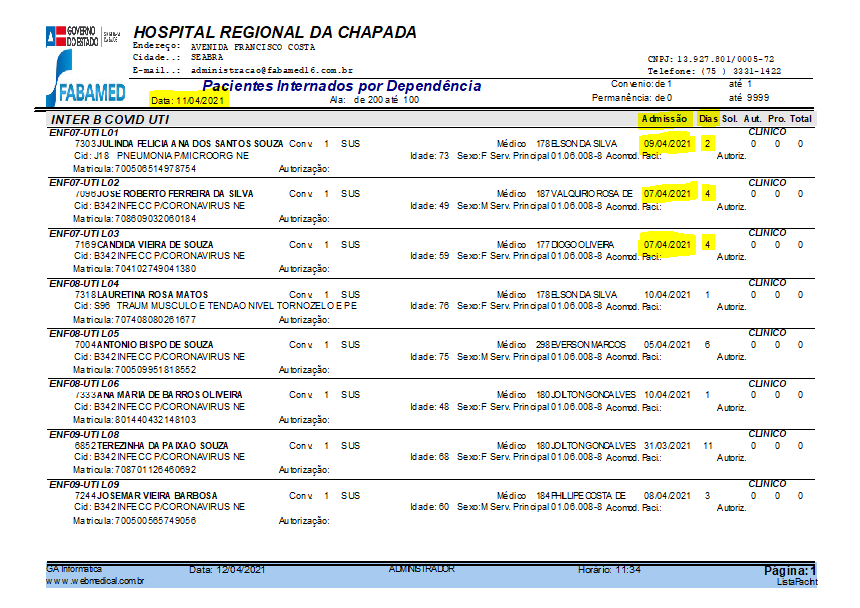 GOVERNO
DO ESTADO
FABAMED
HOSPITAL REGIONAL DA CHAPADA
Endereço: AVENIDA FRANCISCO COSTA
Cidade..: SEABRA
E-mail..: administracao@fabamed16.com.br
CNPJ: 13.927.801/0005-72
Telefone: (75 ) 3331-1422
Pacientes Internados por Dependência
Convenio: de 1 até 1
Data: 11/04/2021 Ala: de 200 até 100 Permanência: de 0 até 9999
INTER B COVID UTI Admissão Dias Sol. Aut. Pro. Total
ENF07-UTI L01 CLINICO
7303 JULINDA FELICIA ANA DOS SANTOS SOUZA Conv. 1 SUS Médico 178 ELSON DA SILVA 09/04/2021 2 0 0 0
Cid: J18 PNEUMONIA P/MICROORG NE Idade: 73 Sexo:F Serv. Principal 01.06.008-8 Acomod. Paci.: Autoriz.
Matricula: 700506514978754 Autorização:
ENF07-UTI L02 CLINICO
7096 JOSE ROBERTO FERREIRA DA SILVA Conv. 1 SUS Médico 187 VALQUIRIO ROSA DE 07/04/2021 4 0 0 0
Cid: B342 INFECC P/CORONAVIRUS NE Idade: 49 Sexo:M Serv. Principal 01.06.008-8 Acomod. Paci.: Autoriz.
Matricula: 708609032060184 Autorização:
ENF07-UTI L03 CLINICO
7169 CANDIDA VIEIRA DE SOUZA Conv. 1 SUS Médico 177 DIOGO OLIVEIRA 07/04/2021 4 0 0 0
Cid: B342 INFECC P/CORONAVIRUS NE Idade: 59 Sexo:F Serv. Principal 01.06.008-8 Acomod. Paci.: Autoriz.
Matricula: 704102749041380 Autorização:
ENF08-UTI L04 CLINICO
7318 LAURETINA ROSA MATOS Conv. 1 SUS Médico 178 ELSON DA SILVA 10/04/2021 1 0 0 0
Cid: S96 TRAUM MUSCULO E TENDAO NIVEL TORNOZELO E PE Idade: 76 Sexo:F Serv. Principal 01.06.008-8 Acomod. Paci.: Autoriz.
Matricula: 707408080261677 Autorização:
ENF08-UTI L05 CLINICO
7004 ANTONIO BISPO DE SOUZA Conv. 1 SUS Médico 298 EVERSON MARCOS 05/04/2021 6 0 0 0
Cid: B342 INFECC P/CORONAVIRUS NE Idade: 75 Sexo:M Serv. Principal 01.06.008-8 Acomod. Paci.: Autoriz.
Matricula: 700509951818552 Autorização:
ENF08-UTI L06 CLINICO
7333 ANA MARIA DE BARROS OLIVEIRA Conv. 1 SUS Médico 180 JOILTON GONCALVES 10/04/2021 1 0 0 0
Cid: B342 INFECC P/CORONAVIRUS NE Idade: 48 Sexo:F Serv. Principal 01.06.008-8 Acomod. Paci.: Autoriz.
Matricula: 801440432148103 Autorização:
ENF09-UTI L08 CLINICO
6852 TEREZINHA DA PAIXAO SOUZA Conv. 1 SUS Médico 180 JOILTON GONCALVES 31/03/2021 11 0 0 0
Cid: B342 INFECC P/CORONAVIRUS NE Idade: 68 Sexo:F Serv. Principal 01.06.008-8 Acomod. Paci.: Autoriz.
Matricula: 708701126460692 Autorização:
ENF09-UTI L09 CLINICO
7244 JOSEMAR VIEIRA BARBOSA Conv. 1 SUS Médico 184 PHILLIPE COSTA DE 08/04/2021 3 0 0 0
Cid: B342 INFECC P/CORONAVIRUS NE Idade: 60 Sexo:M Serv. Principal 01.06.008-8 Acomod. Paci.: Autoriz.
Matricula: 700500565749056 Autorização:
GA Informatica Data: 12/04/2021 ADMINISTRADOR Horário: 11:34 Página:1
www.webmedical.com.br ListaPacht